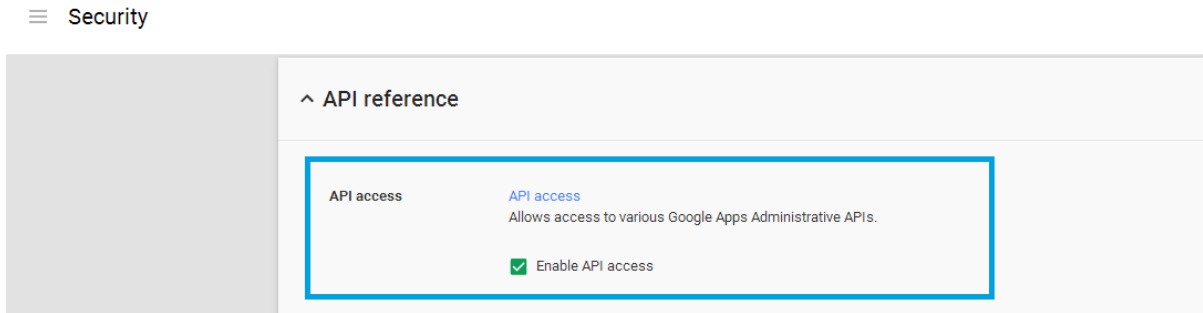 Security
API reference
API access
API access
Allows access to various Google Apps Administrative APIs.
Enable API access